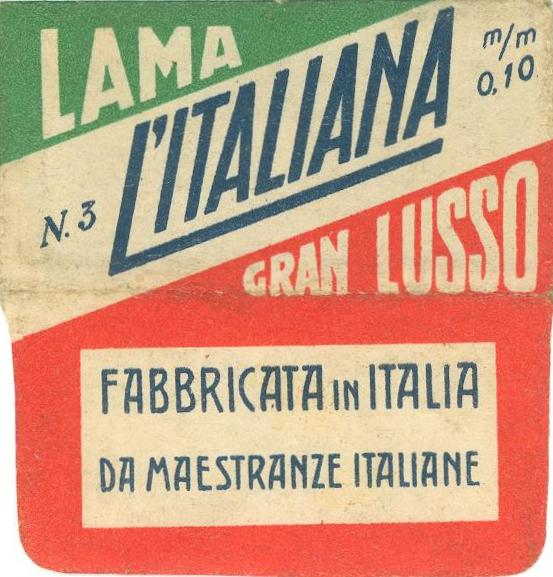 LAMA
L'ITALIANA
m/m
0,10
N. 3
GRAN LUSSO
FABBRICATA IN ITALIA
DA MAESTRANZE ITALIANE